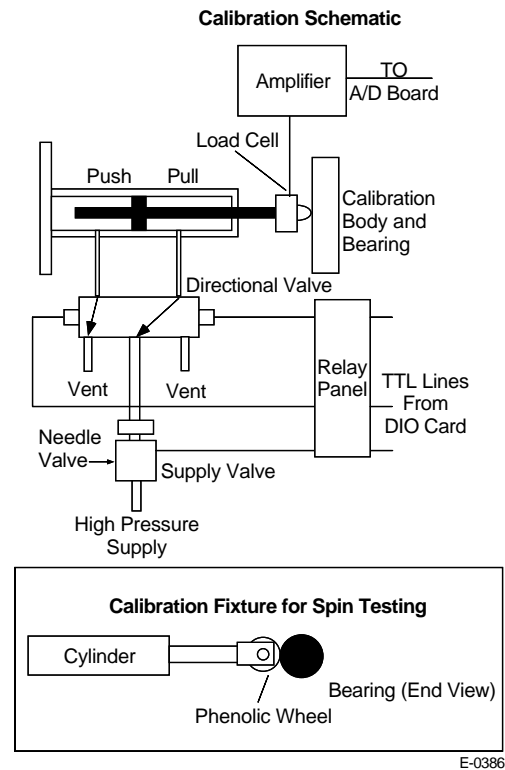 Calibration Schematic
Amplifier
TO
A/D Board
Load Cell
Push
Pull
Calibration
Body and
Bearing
Directional Valve
Vent
Vent
Relay
Panel
TTL Lines
From
DIO Card
Needle
Valve
Supply Valve
High Pressure
Supply
Calibration Fixture for Spin Testing
Cylinder
Bearing (End View)
Phenolic Wheel
E-0386